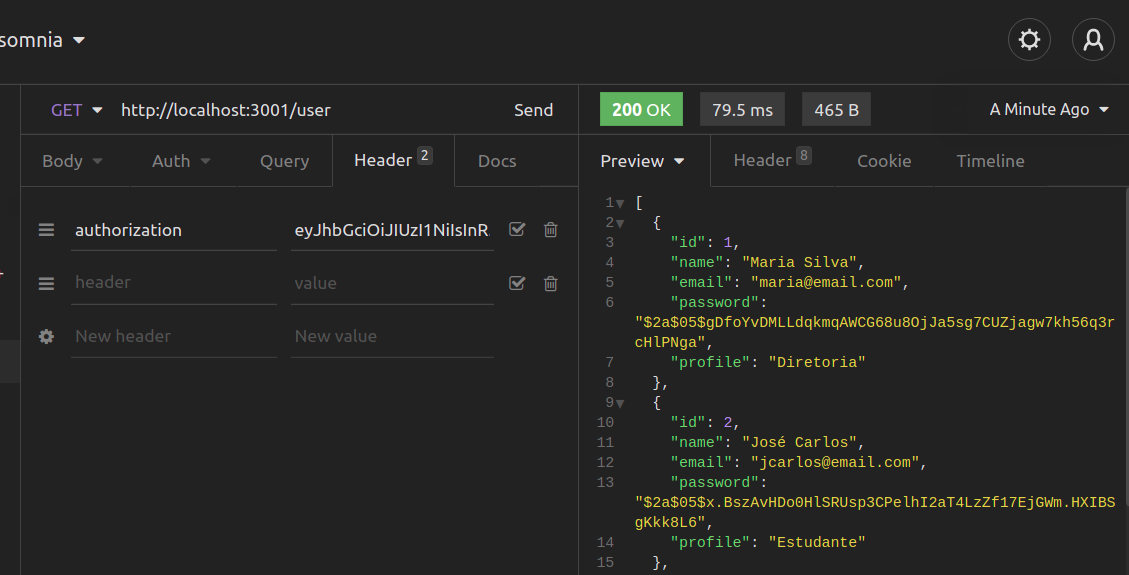 somnia
GET http://localhost:3001/user Send
200 OK 79.5 ms 465 B A Minute Ago
Body Auth Query Header 2 Docs
Preview Header 8 Cookie Timeline
authorization eyJhbGciOiJIUzI1NiIsInR
header value
New header New value
1 [
2 {
3 "id": 1,
4 "name": "Maria Silva",
5 "email": "maria@email.com",
6 "password":
"$2a$05$gDfoYvDMLLdqkmqAWCG68u8OjJa5sg7CUZjagw7kh56q3r
cHlPNga",
7 "profile": "Diretoria"
8 },
9 {
10 "id": 2,
11 "name": "José Carlos",
12 "email": "jcarlos@email.com",
13 "password":
"$2a$05$x.BszAvHDo0HlSRUsp3CPelhI2aT4LzZf17EjGWm.HXIBS
gKkk8L6",
14 "profile": "Estudante"
15 },